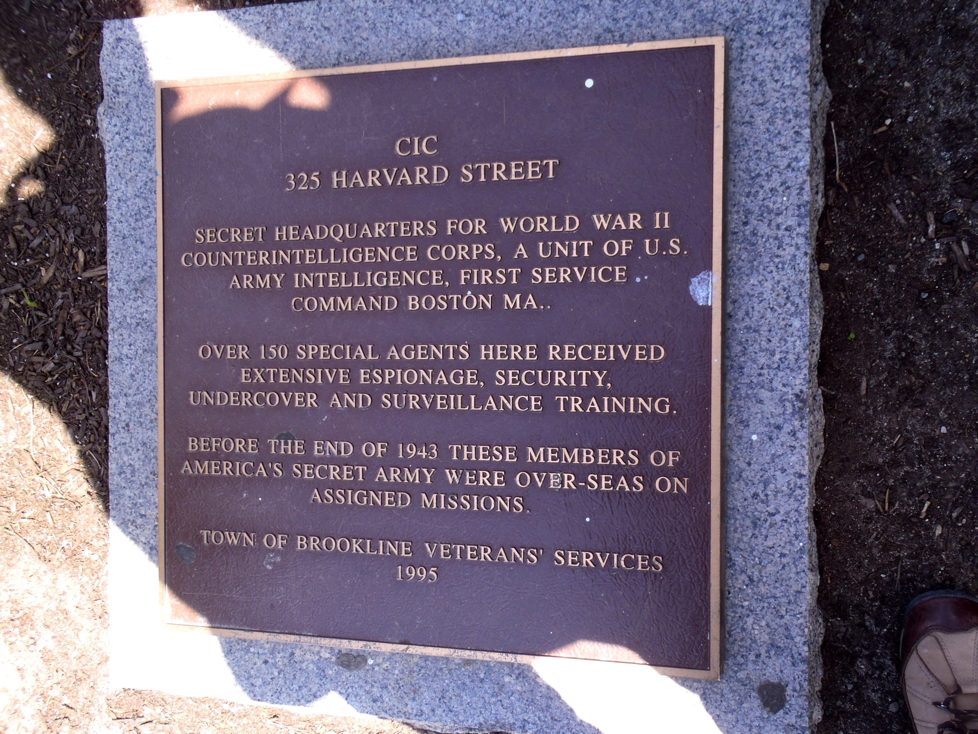 CIC
325 HARVARD STREET
SECRET HEADQUARTERS FOR WORLD WAR II
COUNTERINTELLIGENCE CORPS, A UNIT OF U.S.
ARMY INTELLIGENCE, FIRST SERVICE
COMMAND BOSTON MA..
OVER 150 SPECIAL AGENTS HERE RECEIVED
EXTENSIVE ESPIONAGE, SECURITY,
UNDERCOVER AND SURVEILLANCE TRAINING.
BEFORE THE END OF 1943 THESE MEMBERS OF
AMERICA'S SECRET ARMY WERE OVER-SEAS ON
ASSIGNED MISSIONS.
TOWN OF BROOKLINE VETERANS' SERVICES
1995